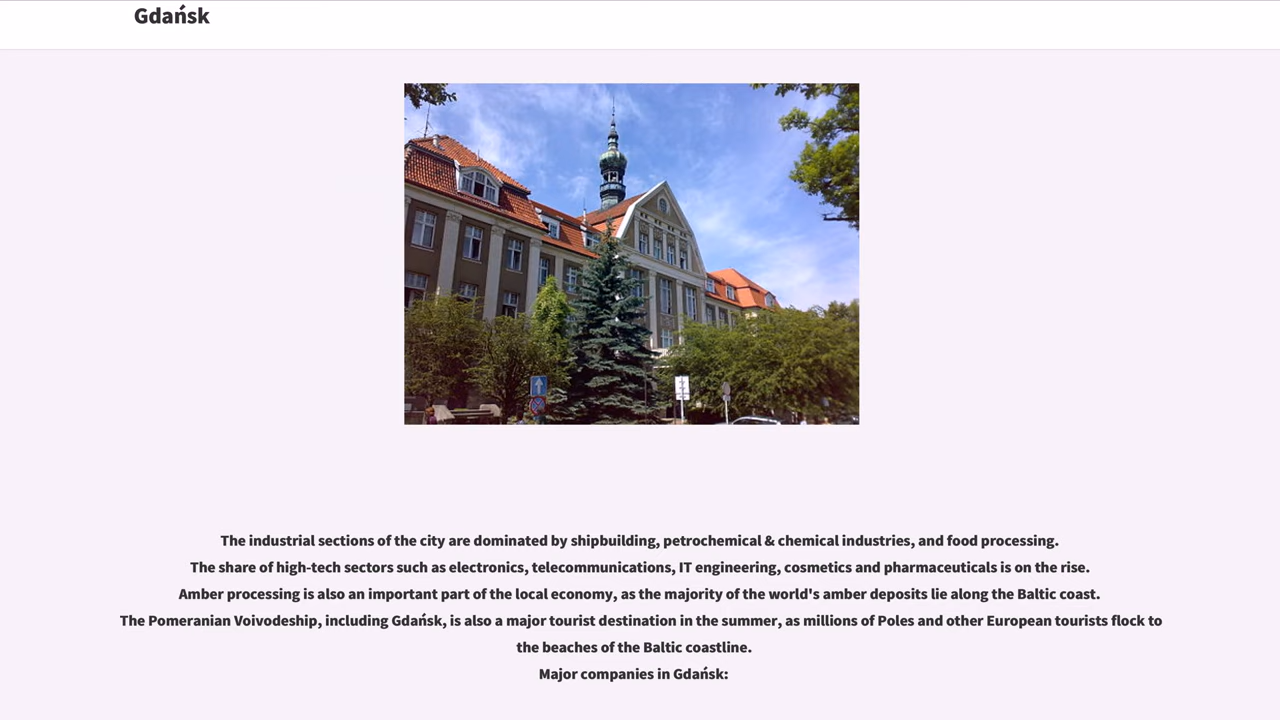 Gdańsk
The industrial sections of the city are dominated by shipbuilding, petrochemical & chemical industries, and food processing.
The share of high-tech sectors such as electronics, telecommunications, IT engineering, cosmetics and pharmaceuticals is on the rise.
Amber processing is also an important part of the local economy, as the majority of the world's amber deposits lie along the Baltic coast.
The Pomeranian Voivodeship, including Gdańsk, is also a major tourist destination in the summer, as millions of Poles and other European tourists flock to
the beaches of the Baltic coastline.
Major companies in Gdańsk: